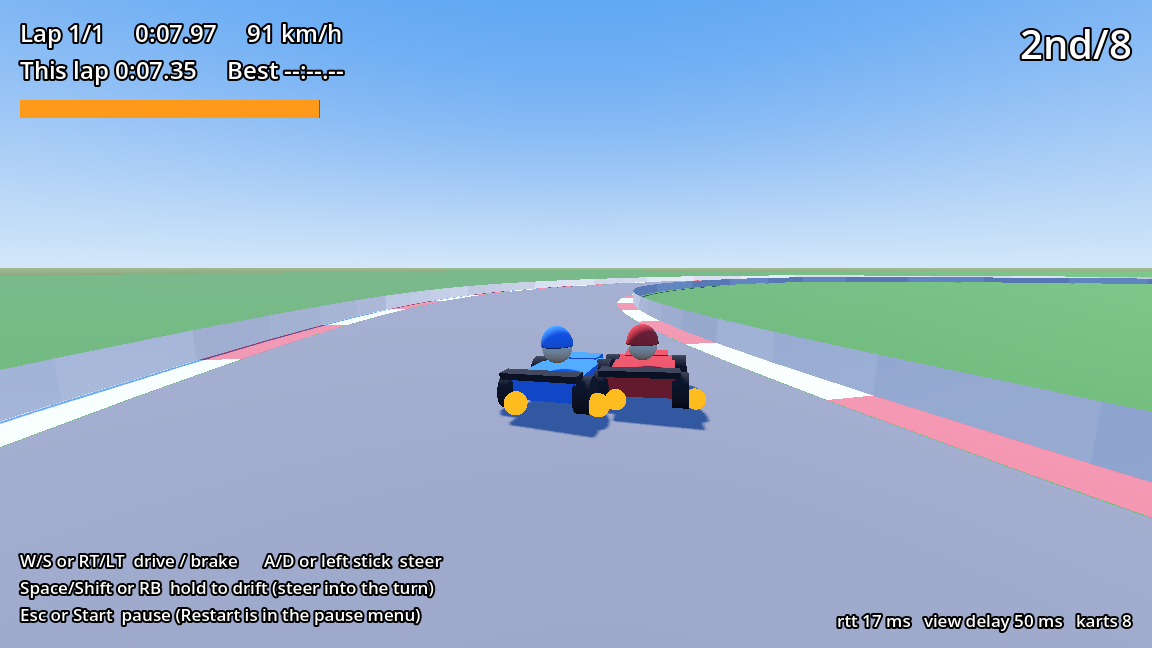 Lap 1/1 0:07.97 91 km/h
2nd/8
This lap 0:07.35 Best --:--.--
W/S or RT/LT drive / brake A/D or left stick steer
Space/Shift or RB hold to drift (steer into the turn)
Esc or Start pause (Restart is in the pause menu)
rtt 17 ms view delay 50 ms karts 8